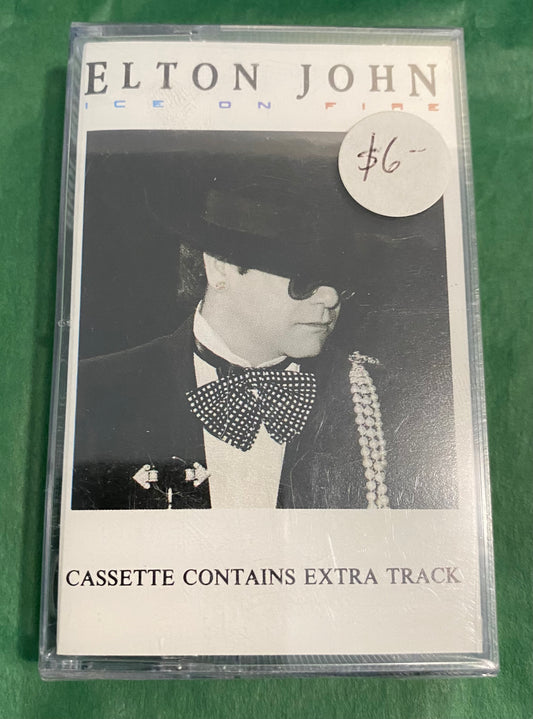 ELTON JOHN
ICE ON FIRE
$6-
CASSETTE CONTAINS EXTRA TRACK